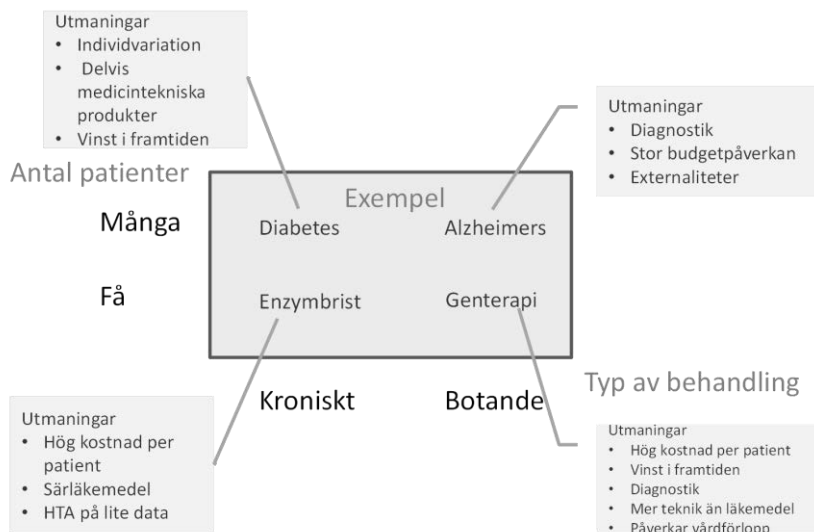 Utmaningar
• Individvariation
• Delvis
medicintekniska
produkter
• Vinst i framtiden
Utmaningar
• Diagnostik
• Stor budgetpåverkan
• Externaliteter
Antal patienter
Exempel
Många
Diabetes
Alzheimers
Få
Enzymbrist
Genterapi
Kroniskt
Botande
Typ av behandling
Utmaningar
• Hög kostnad per
patient
• Särläkemedel
• HTA på lite data
Utmaningar
• Hög kostnad per patient
• Vinst i framtiden
• Diagnostik
• Mer teknik än läkemedel
• Påverkar vårdförlopp